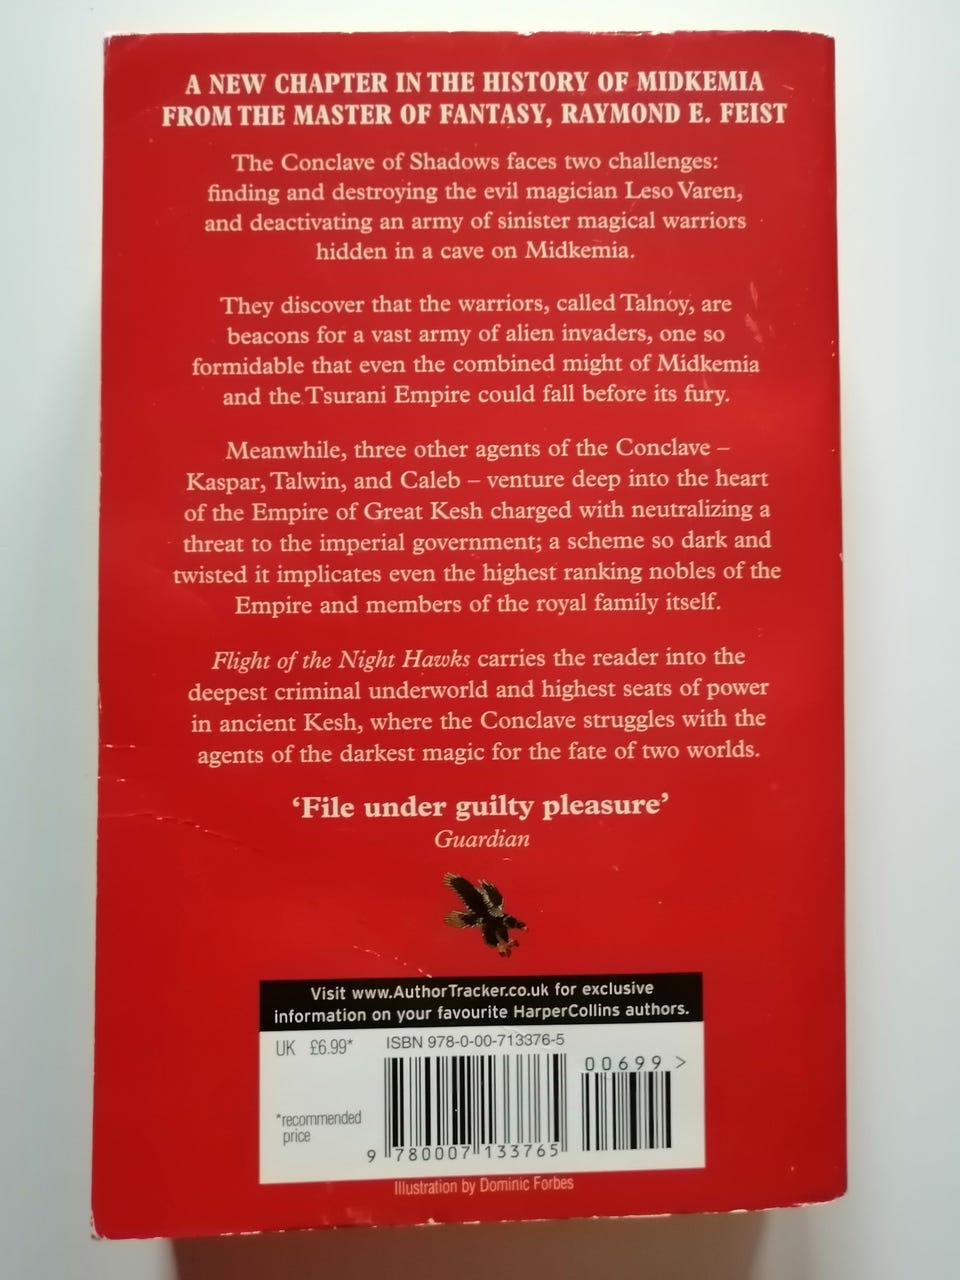 A NEW CHAPTER IN THE HISTORY OF MIDKEMIA
FROM THE MASTER OF FANTASY, RAYMOND E. FEIST
The Conclave of Shadows faces two challenges:
finding and destroying the evil magician Leso Varen,
and deactivating an army of sinister magical warriors
hidden in a cave on Midkemia.
They discover that the warriors, called Talnoy, are
beacons for a vast army of alien invaders, one so
formidable that even the combined might of Midkemia
and the Tsurani Empire could fall before its fury.
Meanwhile, three other agents of the Conclave –
Kaspar, Talwin, and Caleb – venture deep into the heart
of the Empire of Great Kesh charged with neutralizing a
threat to the imperial government; a scheme so dark and
twisted it implicates even the highest ranking nobles of the
Empire and members of the royal family itself.
Flight of the Night Hawks carries the reader into the
deepest criminal underworld and highest seats of power
in ancient Kesh, where the Conclave struggles with the
agents of the darkest magic for the fate of two worlds.
‘File under guilty pleasure’
Guardian
Visit www.AuthorTracker.co.uk for exclusive
information on your favourite HarperCollins authors.
UK £6.99*
ISBN 978-0-00-713376-5
00699 >
*recommended
price
9 780007 133765
Illustration by Dominic Forbes